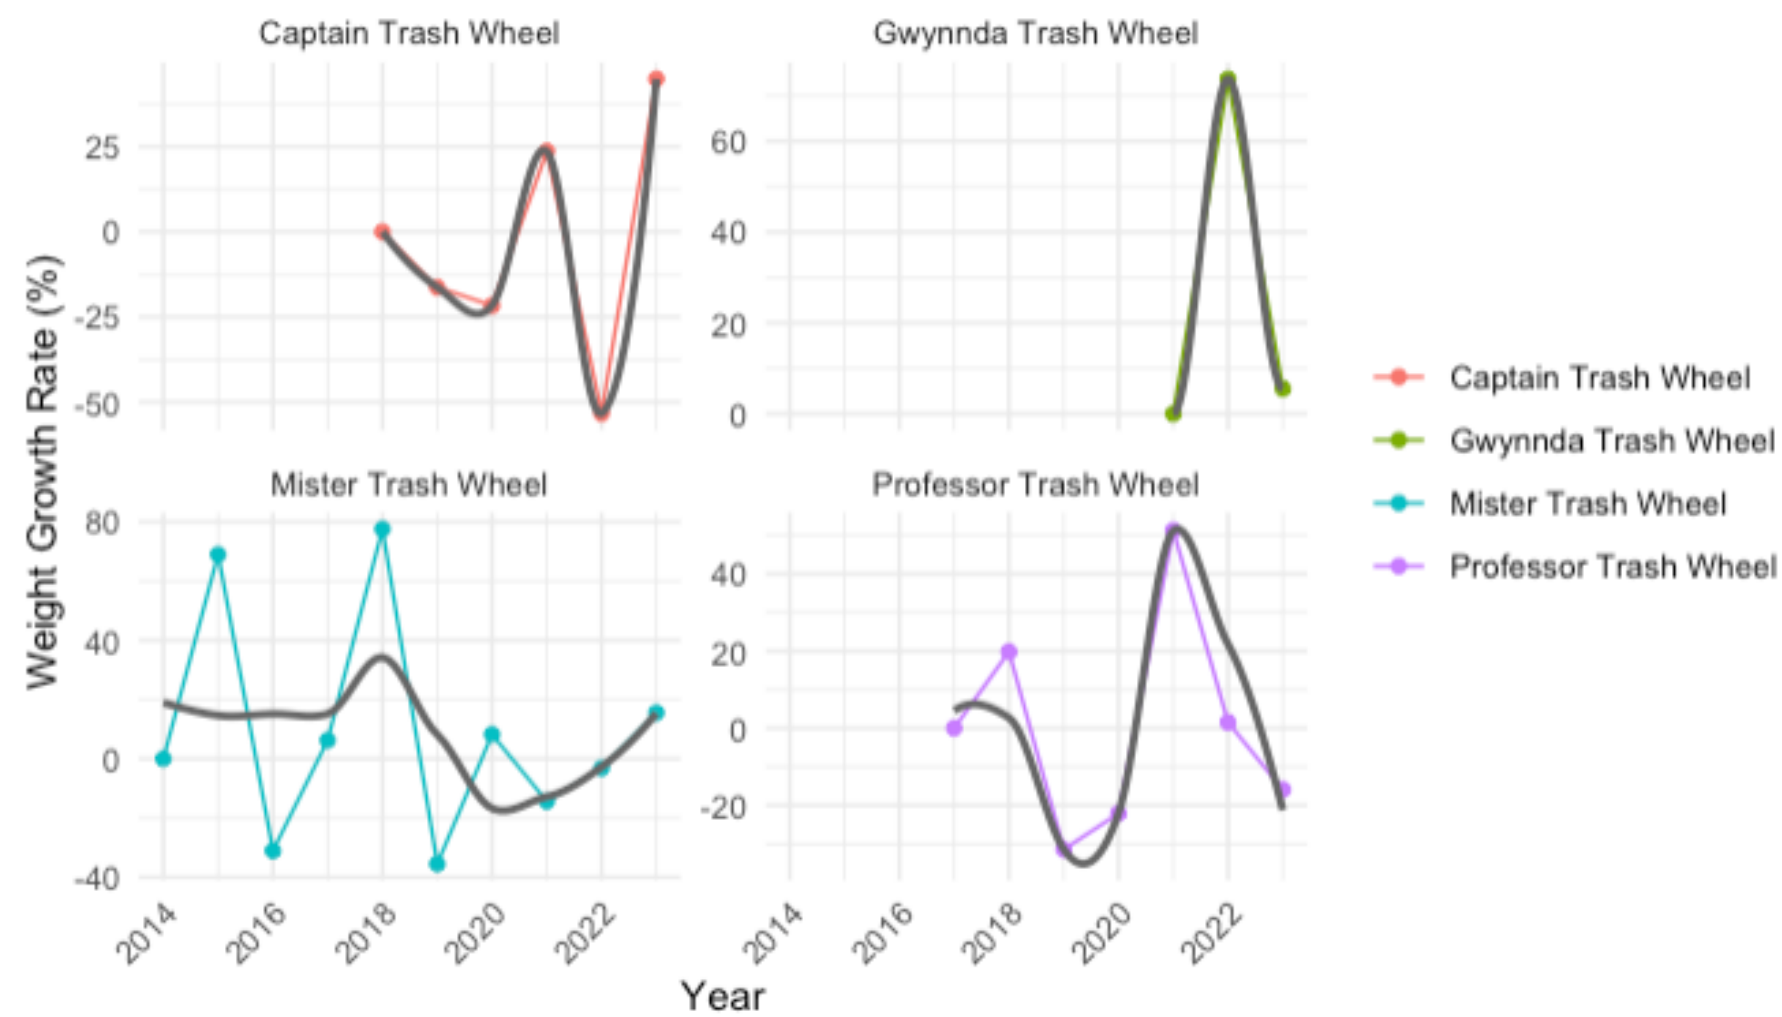 Captain Trash Wheel
Gwynnda Trash Wheel
25
0
-25
-50
60
40
20
0
Weight Growth Rate (%)
Mister Trash Wheel
Professor Trash Wheel
80
40
0
-40
40
20
0
-20
2014
2016
2018
2020
2022
2014
2016
2018
2020
2022
Year
Captain Trash Wheel
Gwynnda Trash Wheel
Mister Trash Wheel
Professor Trash Wheel